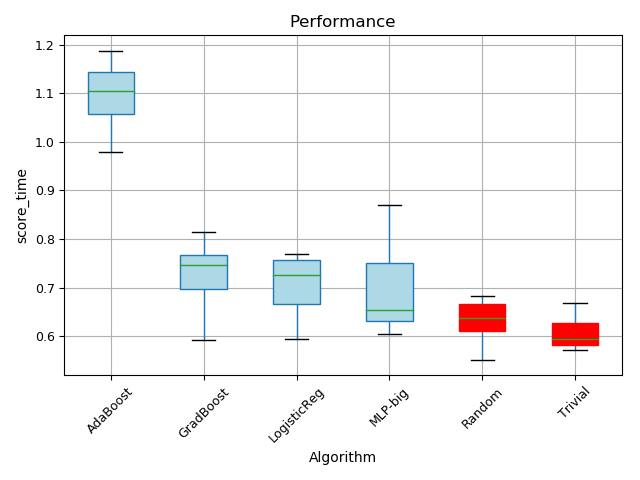 Performance
1.2
1.1
1.0
0.9
0.8
0.7
0.6
score_time
AdaBoost
GradBoost
LogisticReg
MLP-big
Random
Trivial
Algorithm